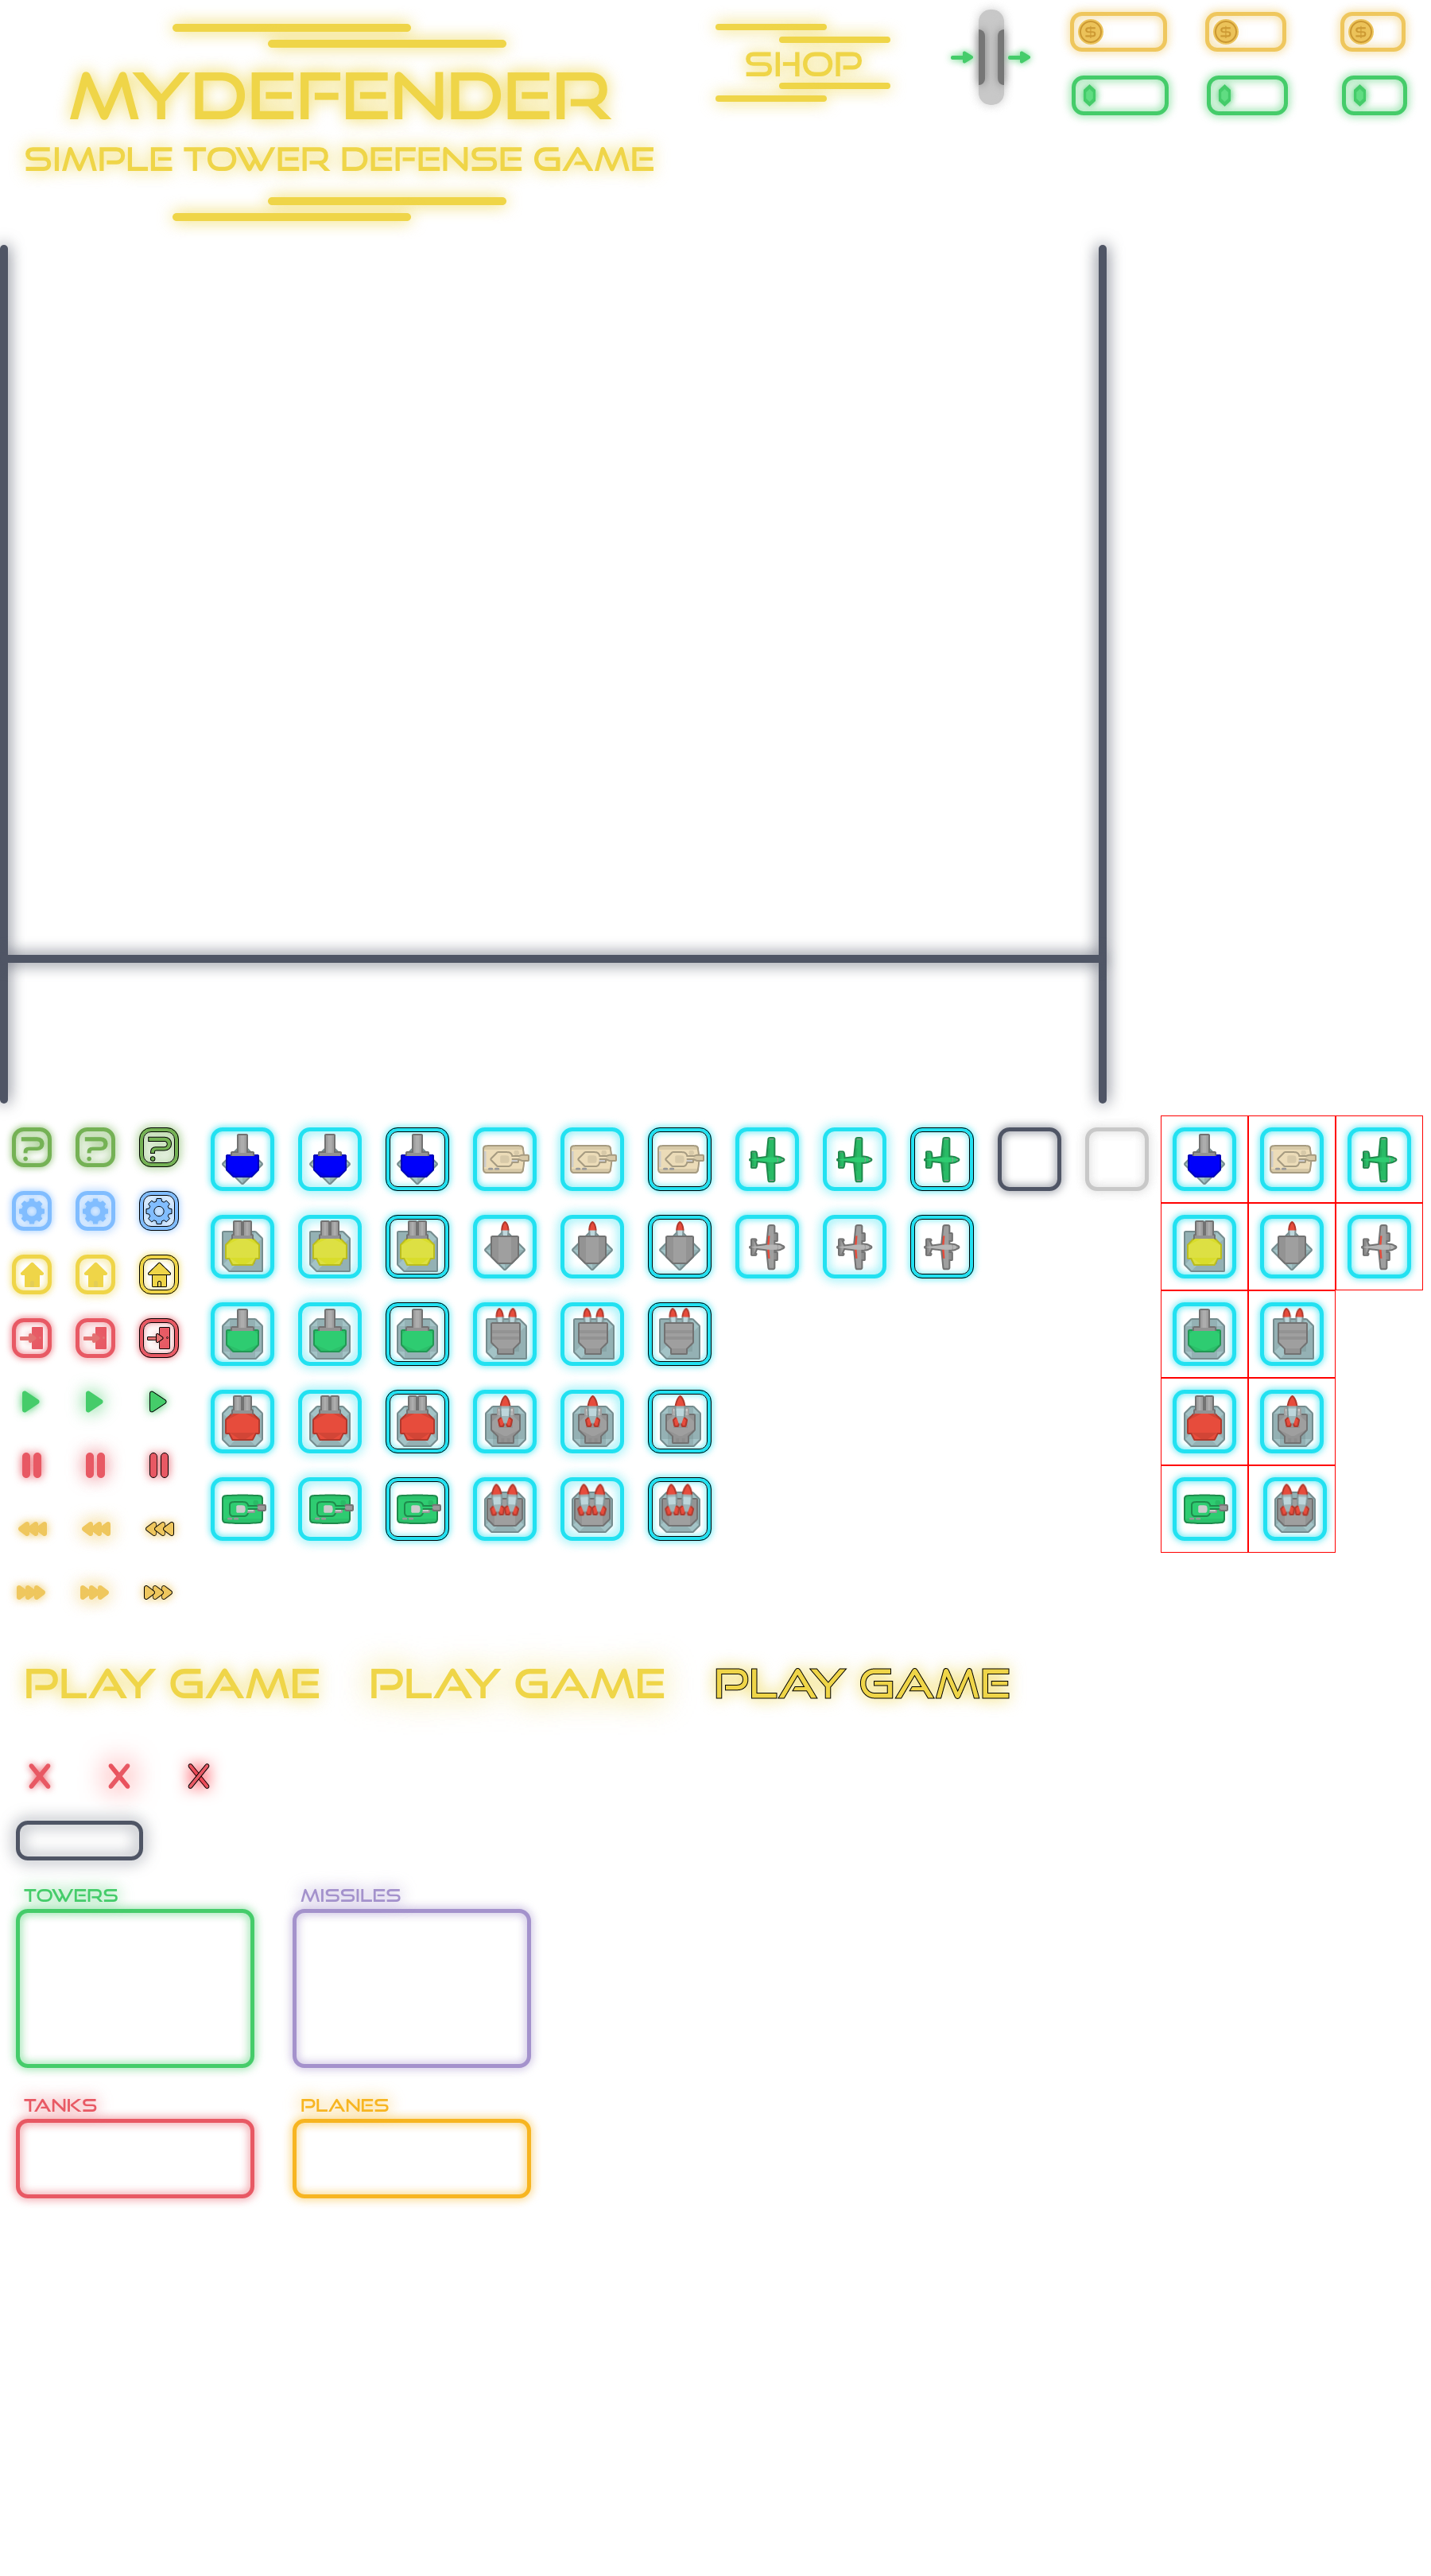 MYDEFENDER
SIMPLE TOWER DEFENSE GAME
SHOP
$
$
$
?
?
?
PLAY GAME
PLAY GAME
PLAY GAME
X
X
X
TOWERS
MISSILES
TANKS
PLANES